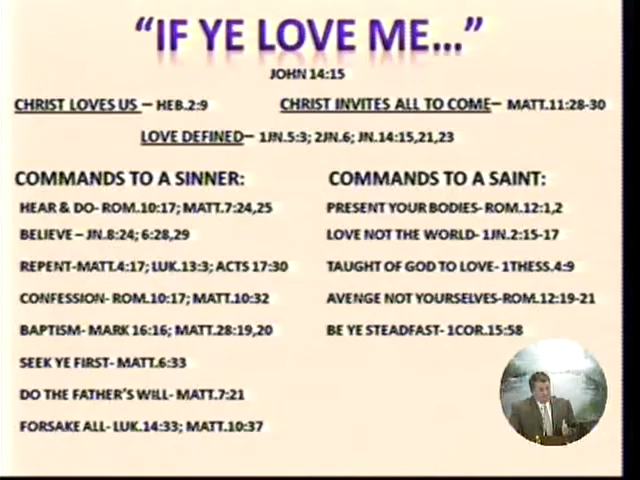 “IF YE LOVE ME...”
JOHN 14:15
CHRIST LOVES US – HEB.2:9
CHRIST INVITES ALL TO COME– MATT.11:28-30
LOVE DEFINED– 1JN.5:3; 2JN.6; JN.14:15,21,23
COMMANDS TO A SINNER:
HEAR & DO- ROM.10:17; MATT.7:24,25
BELIEVE – JN.8:24; 6:28,29
REPENT-MATT.4:17; LUK.13:3; ACTS 17:30
CONFESSION- ROM.10:17; MATT.10:32
BAPTISM- MARK 16:16; MATT.28:19,20
SEEK YE FIRST- MATT.6:33
DO THE FATHER'S WILL- MATT.7:21
FORSAKE ALL- LUK.14:33; MATT.10:37
COMMANDS TO A SAINT:
PRESENT YOUR BODIES- ROM.12:1,2
LOVE NOT THE WORLD- 1JN.2:15-17
TAUGHT OF GOD TO LOVE- 1THESS.4:9
AVENGE NOT YOURSELVES-ROM.12:19-21
BE YE STEADFAST- 1COR.15:58